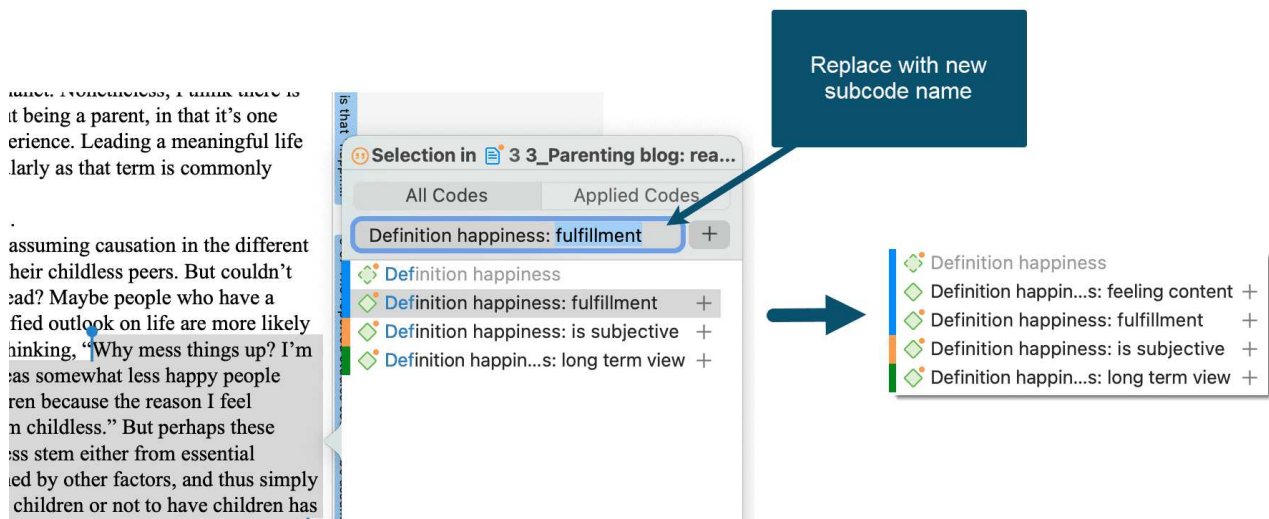 Replace with new
subcode name
t being a parent, in that it's one
erience. Leading a meaningful life
larly as that term is commonly
.
assuming causation in the different
heir childless peers. But couldn't
ead? Maybe people who have a
fied outlook on life are more likely
hinking, “Why mess things up? I'm
eas somewhat less happy people
ren because the reason I feel
m childless.” But perhaps these
ess stem either from essential
ed by other factors, and thus simply
children or not to have children has
is that
Selection in 3 3_Parenting blog: rea...
All Codes
Applied Codes
Definition happiness: fulfillment +
Definition happiness
Definition happiness: fulfillment +
Definition happiness: is subjective +
Definition happin...s: long term view +
Definition happiness
Definition happin...s: feeling content +
Definition happiness: fulfillment +
Definition happiness: is subjective +
Definition happin...s: long term view +